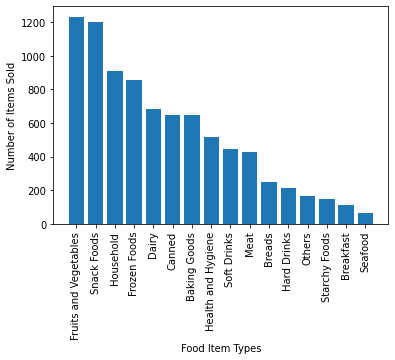 1200
1000
800
600
400
200
0
Number of Items Sold
Fruits and Vegetables
Snack Foods
Household
Frozen Foods
Dairy
Canned
Baking Goods
Health and Hygiene
Soft Drinks
Meat
Breads
Hard Drinks
Others
Starchy Foods
Breakfast
Seafood
Food Item Types